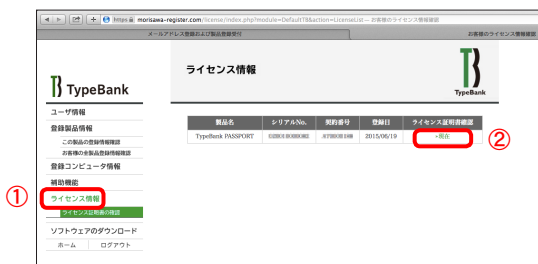 https morisawa-register.com/license/index.php?module=DefaultTB&action=LicenseList — お客様のライセンス情報確認
メールアドレス登録および製品登録受付
お客様のライセンス情報確認
TypeBank
ライセンス情報
TypeBank
ユーザ情報
登録製品情報
この製品の登録情報確認
お客様の全製品登録情報確認
登録コンピュータ情報
補助機能
① ライセンス情報
ライセンス証明書の確認
ソフトウェアのダウンロード
ホーム ログアウト
製品名 シリアルNo. 契約番号 登録日 ライセンス証明書確認
TypeBank PASSPORT 2015/06/19 »現在 ②